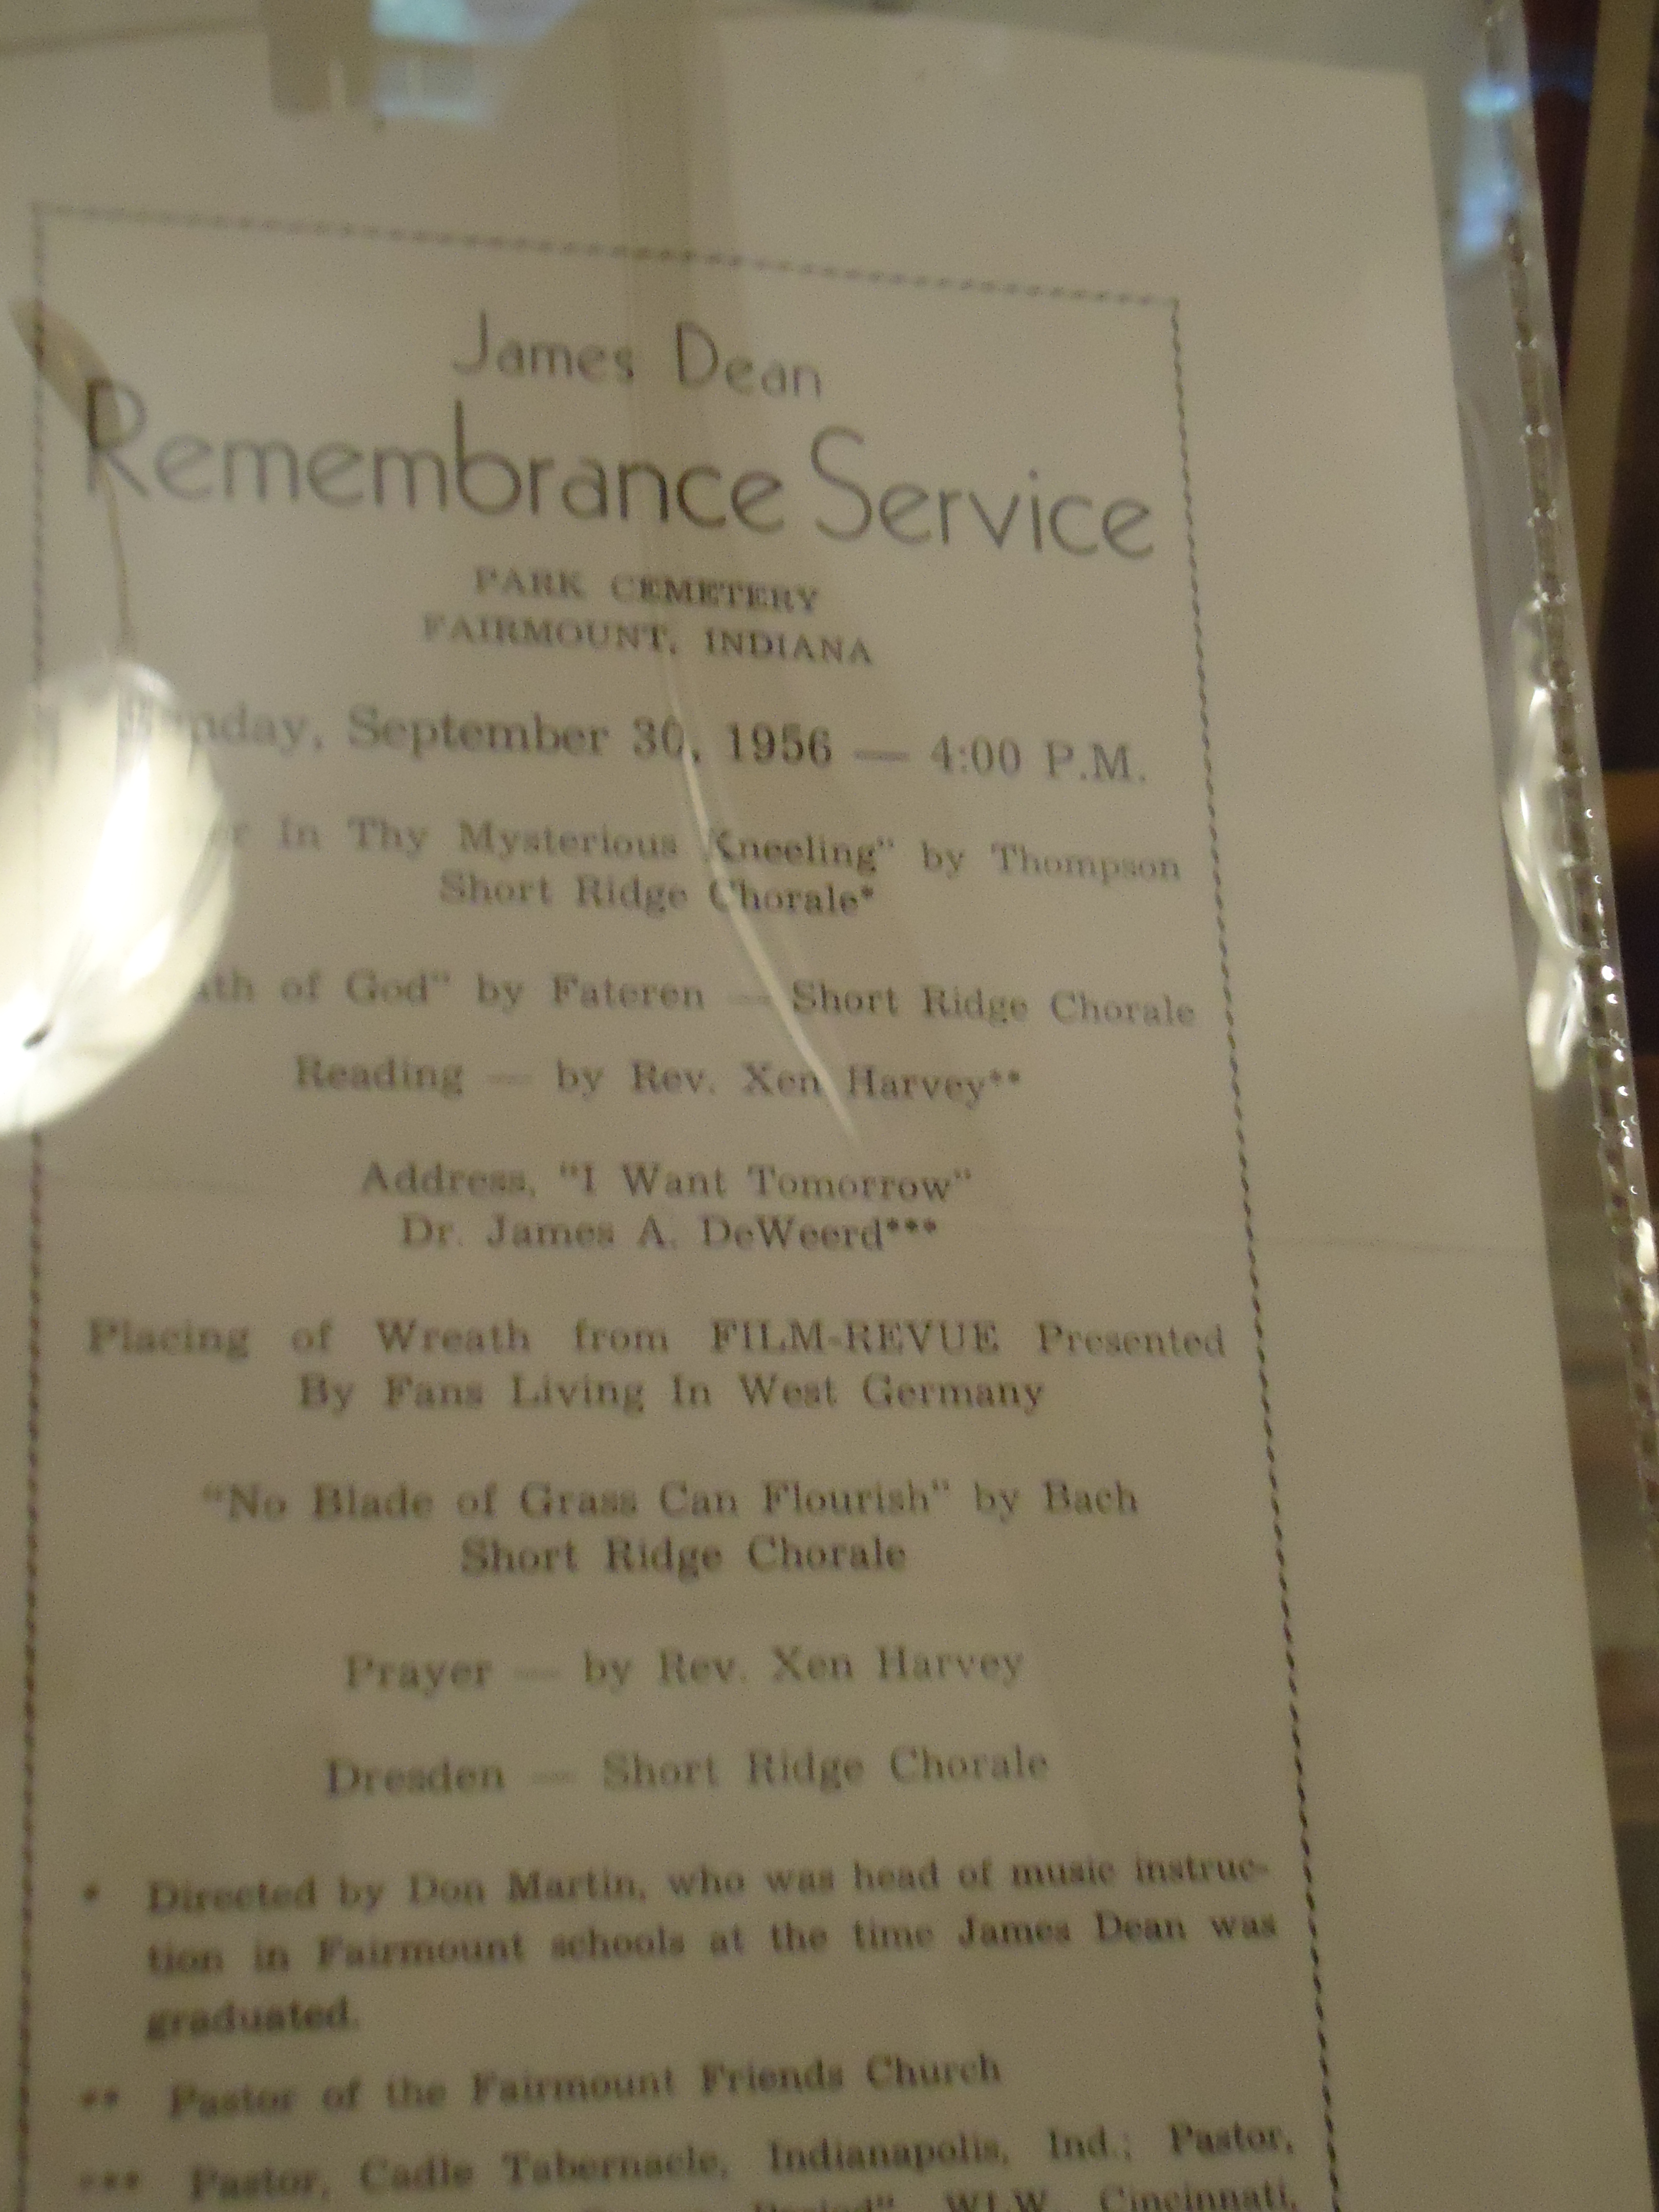 James Dean
Remembrance Service
PARK CEMETERY
FAIRMOUNT, INDIANA
September 30, 1956 — 4:00 P.M.
In Thy Mysterious Kneeling" by Thompson
Short Ridge Chorale*
of God" by Fateren — Short Ridge Chorale
Reading — by Rev. Xen Harvey**
Address, "I Want Tomorrow"
Dr. James A. DeWeerd***
Placing of Wreath from FILM-REVUE Presented
By Fans Living In West Germany
"No Blade of Grass Can Flourish" by Bach
Short Ridge Chorale
Prayer — by Rev. Xen Harvey
Dresden — Short Ridge Chorale
* Directed by Don Martin, who was head of music instruc-
tion in Fairmount schools at the time James Dean was
graduated.
** Pastor of the Fairmount Friends Church
*** Pastor, Cadle Tabernacle, Indianapolis, Ind.; Pastor,
Period" WLW Cincinnati,